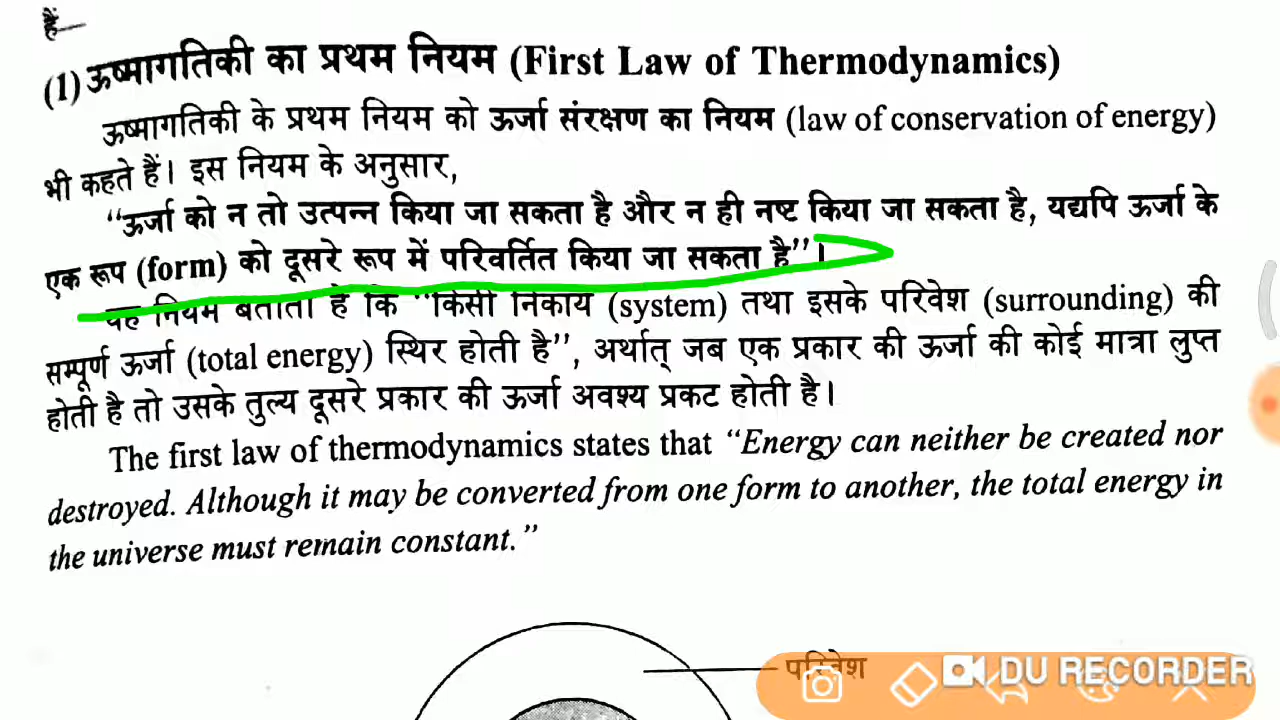 हैं
(1) ऊष्मागतिकी का प्रथम नियम (First Law of Thermodynamics)
ऊष्मागतिकी के प्रथम नियम को ऊर्जा संरक्षण का नियम (law of conservation of energy)
भी कहते हैं। इस नियम के अनुसार,
“ऊर्जा को न तो उत्पन्न किया जा सकता है और न ही नष्ट किया जा सकता है, यद्यपि ऊर्जा के
एक रूप (form) को दूसरे रूप में परिवर्तित किया जा सकता है”।
यह नियम बताता है कि “किसी निकाय (system) तथा इसके परिवेश (surrounding) की
सम्पूर्ण ऊर्जा (total energy) स्थिर होती है”, अर्थात् जब एक प्रकार की ऊर्जा की कोई मात्रा लुप्त
होती है तो उसके तुल्य दूसरे प्रकार की ऊर्जा अवश्य प्रकट होती है।
The first law of thermodynamics states that “Energy can neither be created nor
destroyed. Although it may be converted from one form to another, the total energy in
the universe must remain constant.”
परिवेश
DU RECORDER